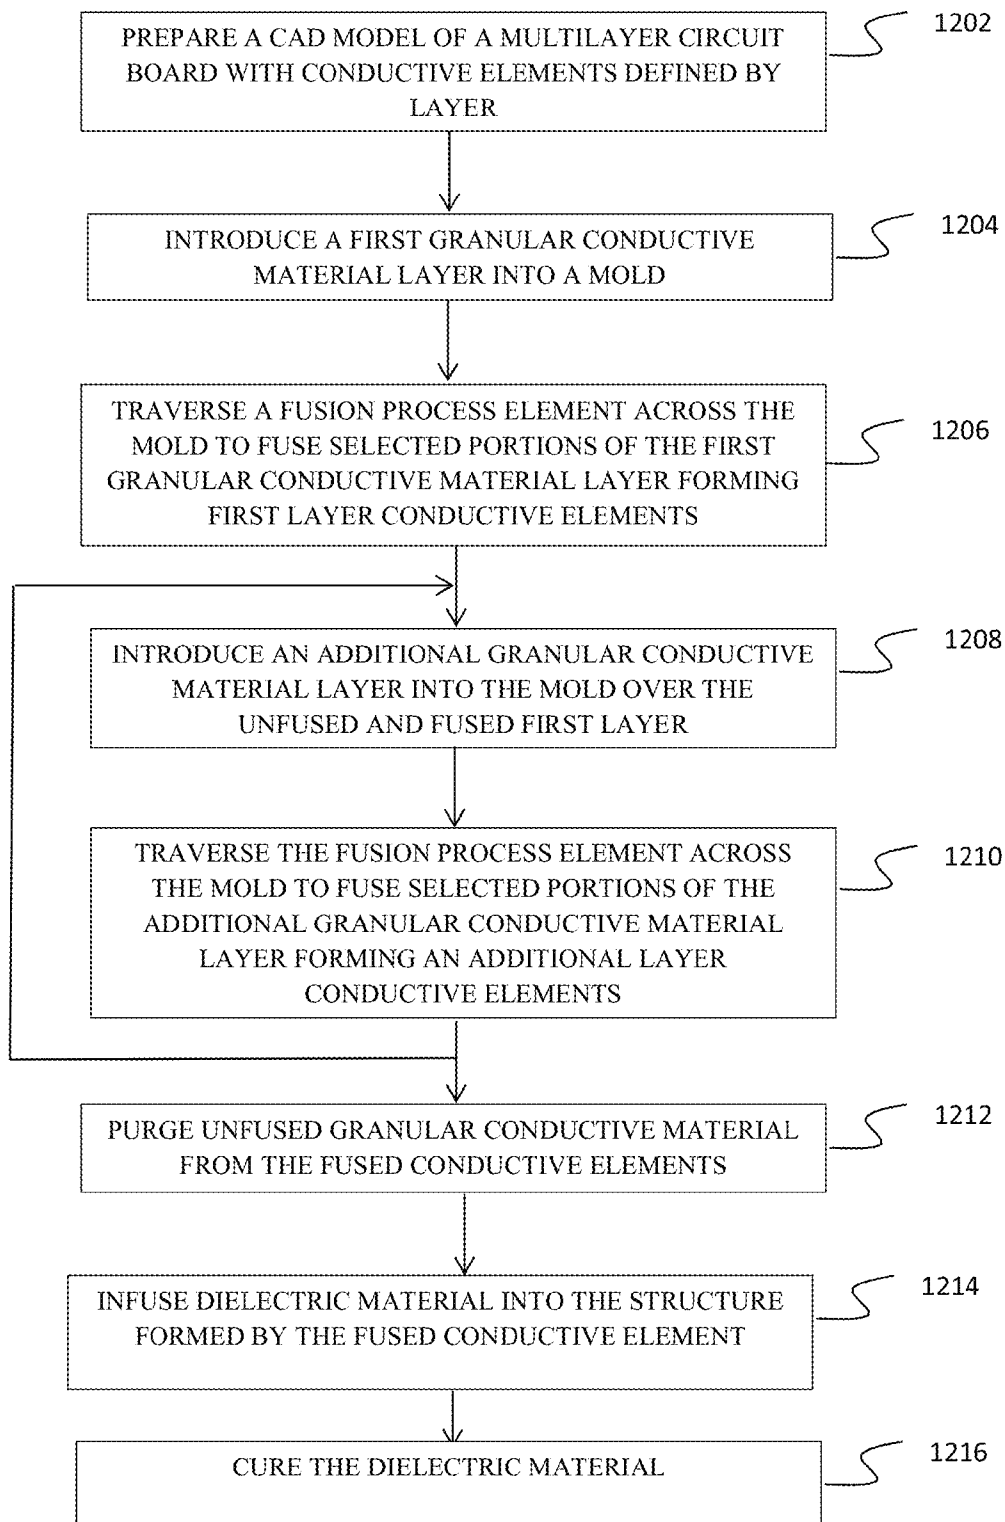 PREPARE A CAD MODEL OF A MULTILAYER CIRCUIT
BOARD WITH CONDUCTIVE ELEMENTS DEFINED BY
LAYER
1202
INTRODUCE A FIRST GRANULAR CONDUCTIVE
MATERIAL LAYER INTO A MOLD
1204
TRAVERSE A FUSION PROCESS ELEMENT ACROSS THE
MOLD TO FUSE SELECTED PORTIONS OF THE FIRST
GRANULAR CONDUCTIVE MATERIAL LAYER FORMING
FIRST LAYER CONDUCTIVE ELEMENTS
1206
INTRODUCE AN ADDITIONAL GRANULAR CONDUCTIVE
MATERIAL LAYER INTO THE MOLD OVER THE
UNFUSED AND FUSED FIRST LAYER
1208
TRAVERSE THE FUSION PROCESS ELEMENT ACROSS
THE MOLD TO FUSE SELECTED PORTIONS OF THE
ADDITIONAL GRANULAR CONDUCTIVE MATERIAL
LAYER FORMING AN ADDITIONAL LAYER
CONDUCTIVE ELEMENTS
1210
PURGE UNFUSED GRANULAR CONDUCTIVE MATERIAL
FROM THE FUSED CONDUCTIVE ELEMENTS
1212
INFUSE DIELECTRIC MATERIAL INTO THE STRUCTURE
FORMED BY THE FUSED CONDUCTIVE ELEMENT
1214
CURE THE DIELECTRIC MATERIAL
1216